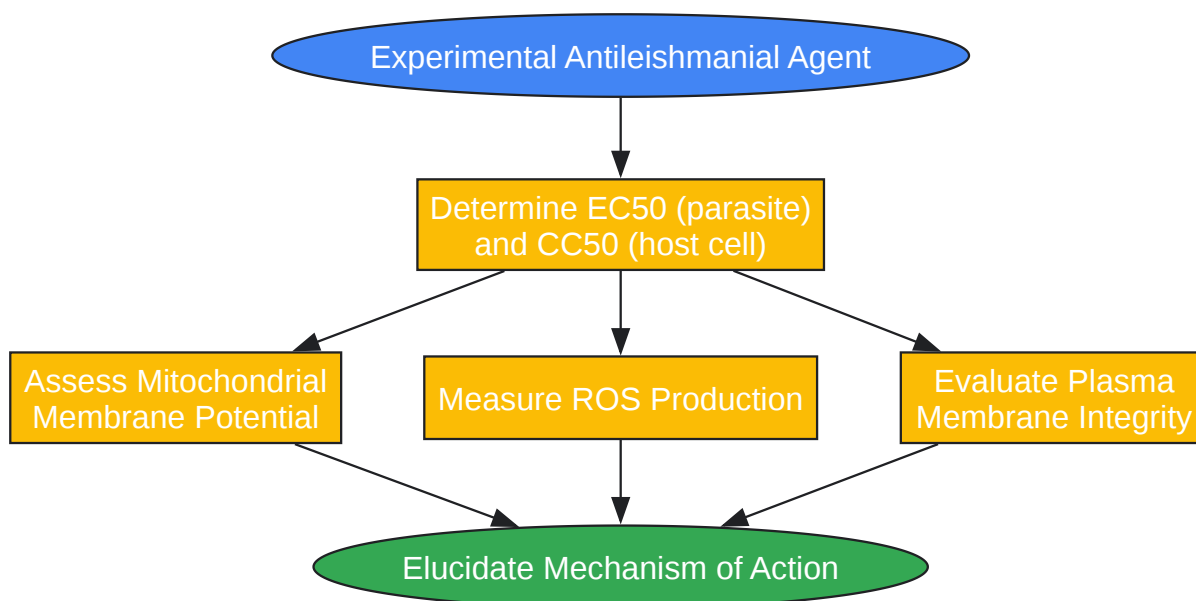 Experimental Antileishmanial Agent
Determine EC50 (parasite)
and CC50 (host cell)
Assess Mitochondrial
Membrane Potential
Measure ROS Production
Evaluate Plasma
Membrane Integrity
Elucidate Mechanism of Action